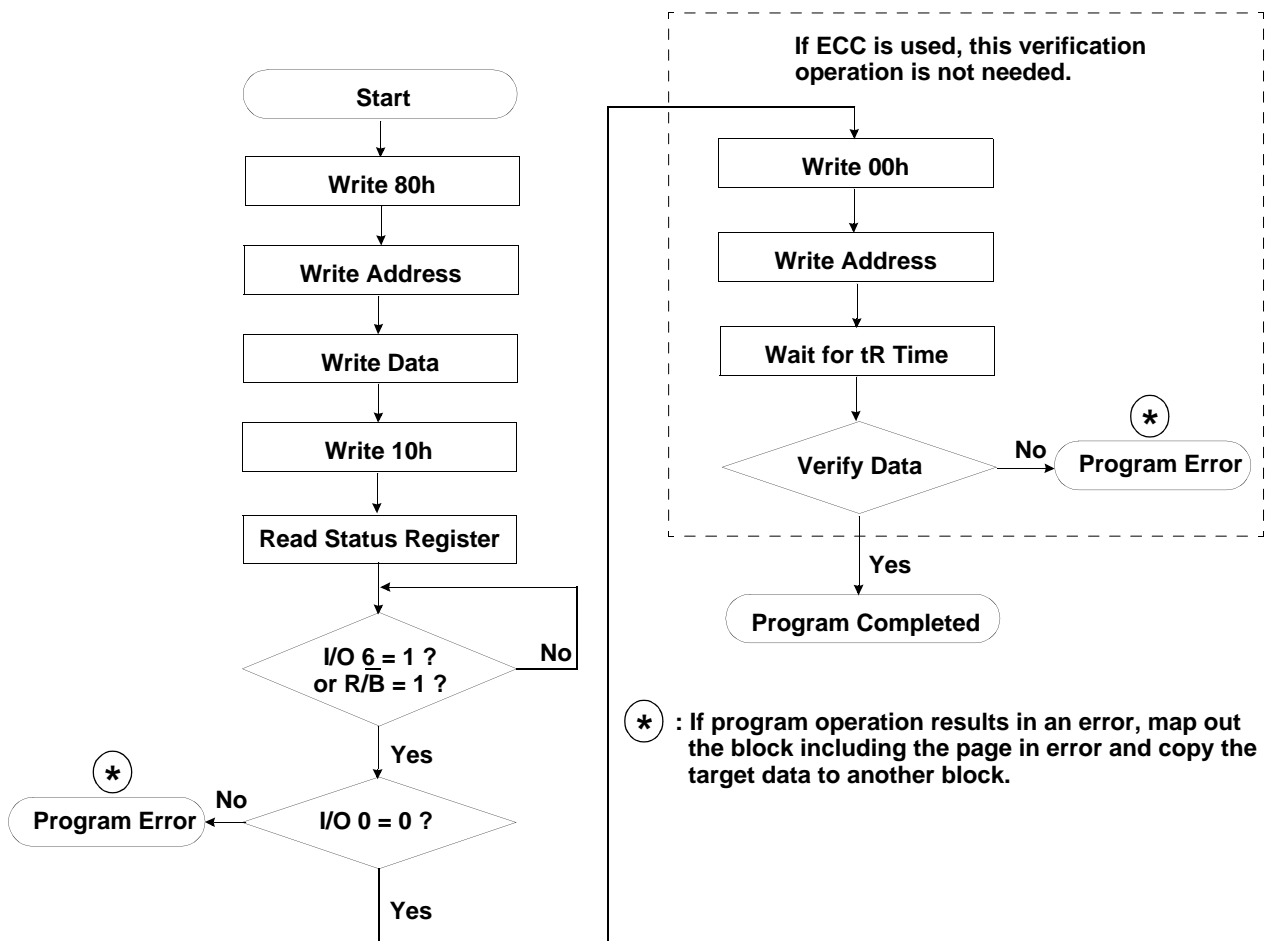 Start
Write 80h
Write Address
Write Data
Write 10h
Read Status Register
I/O 6 = 1 ?
or R/B̅ = 1 ?
No
Yes
*
No
Program Error
I/O 0 = 0 ?
Yes
If ECC is used, this verification
operation is not needed.
Write 00h
Write Address
Wait for tR Time
*
Verify Data
No
Program Error
Yes
Program Completed
* : If program operation results in an error, map out
the block including the page in error and copy the
target data to another block.